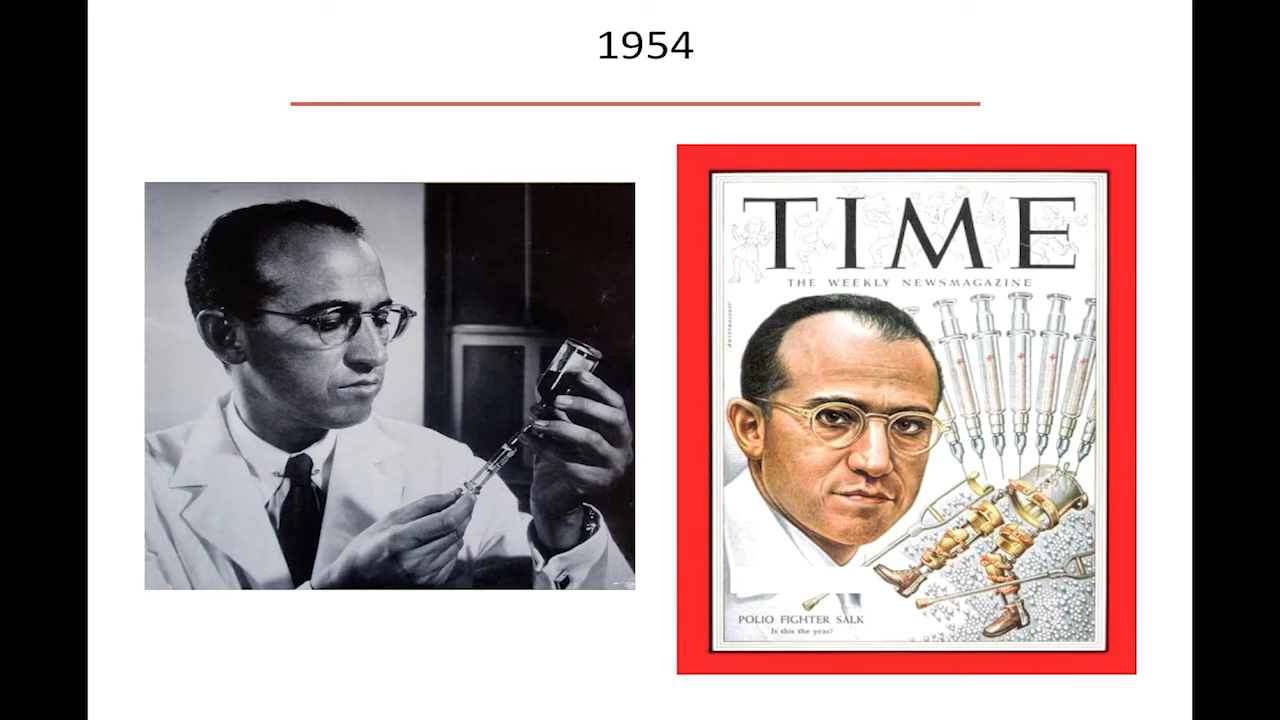 1954
TIME
THE WEEKLY NEWSMAGAZINE
POLIO FIGHTER SALK
Is this the year?